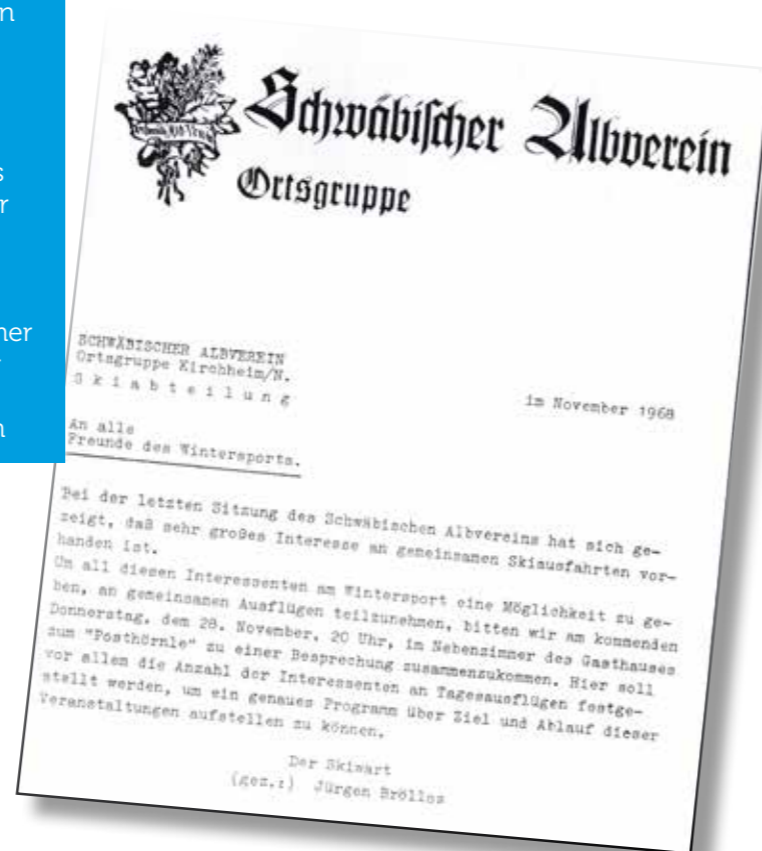 n
s
r
ner
n
Schwäbischer Albverein
Ortsgruppe
SCHWÄBISCHER ALBVEREIN
Ortsgruppe Kirchheim/N.
S k i a b t e i l u n g
im November 1968
An alle
Freunde des Wintersports.
Bei der letzten Sitzung des Schwäbischen Albvereins hat sich ge-
zeigt, daß sehr großes Interesse an gemeinsamen Skiausfahrten vor-
handen ist.
Um all diesen Interessenten am Wintersport eine Möglichkeit zu ge-
ben, an gemeinsamen Ausflügen teilzunehmen, bitten wir am kommenden
Donnerstag, dem 28. November, 20 Uhr, im Nebenzimmer des Gasthauses
zum "Posthörnle" zu einer Besprechung zusammenzukommen. Hier soll
vor allem die Anzahl der Interessenten an Tagesausflügen festge-
stellt werden, um ein genaues Programm über Ziel und Ablauf dieser
Veranstaltungen aufstellen zu können.
Der Skiwart
(gez.:) Jürgen